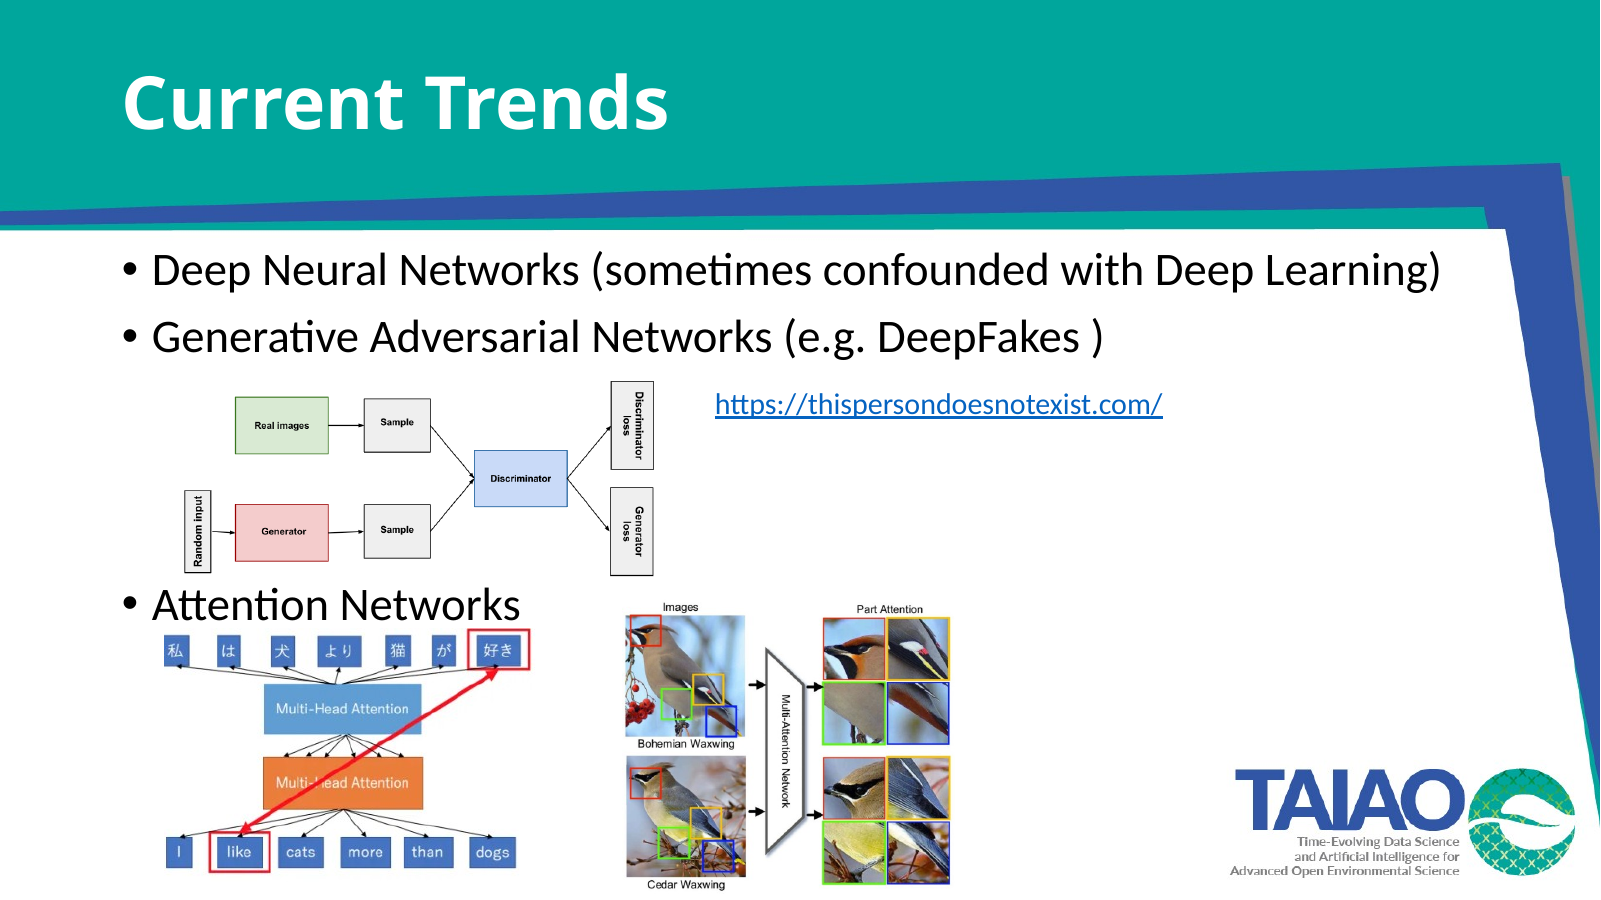 Current Trends
• Deep Neural Networks (sometimes confounded with Deep Learning)
• Generative Adversarial Networks (e.g. DeepFakes )
https://thispersondoesnotexist.com/
Real images
Sample
Discriminator loss
Discriminator
Random input
Generator
Sample
Generator loss
• Attention Networks
私 は 犬 より 猫 が 好き
Multi-Head Attention
Multi-Head Attention
I like cats more than dogs
Images
Part Attention
Multi-Attention Network
Bohemian Waxwing
Cedar Waxwing
TAIAO
Time-Evolving Data Science
and Artificial Intelligence for
Advanced Open Environmental Science